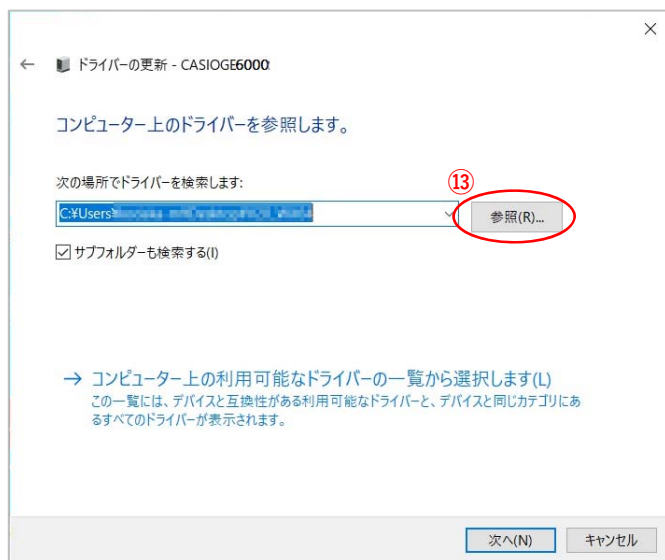 ← ドライバーの更新 - CASIOGE6000
コンピューター上のドライバーを参照します。
次の場所でドライバーを検索します:
⑬
C:¥Users¥
参照(R)...
サブフォルダーも検索する(I)
→ コンピューター上の利用可能なドライバーの一覧から選択します(L)
この一覧には、デバイスと互換性がある利用可能なドライバーと、デバイスと同じカテゴリにあ
るすべてのドライバーが表示されます。
次へ(N)
キャンセル